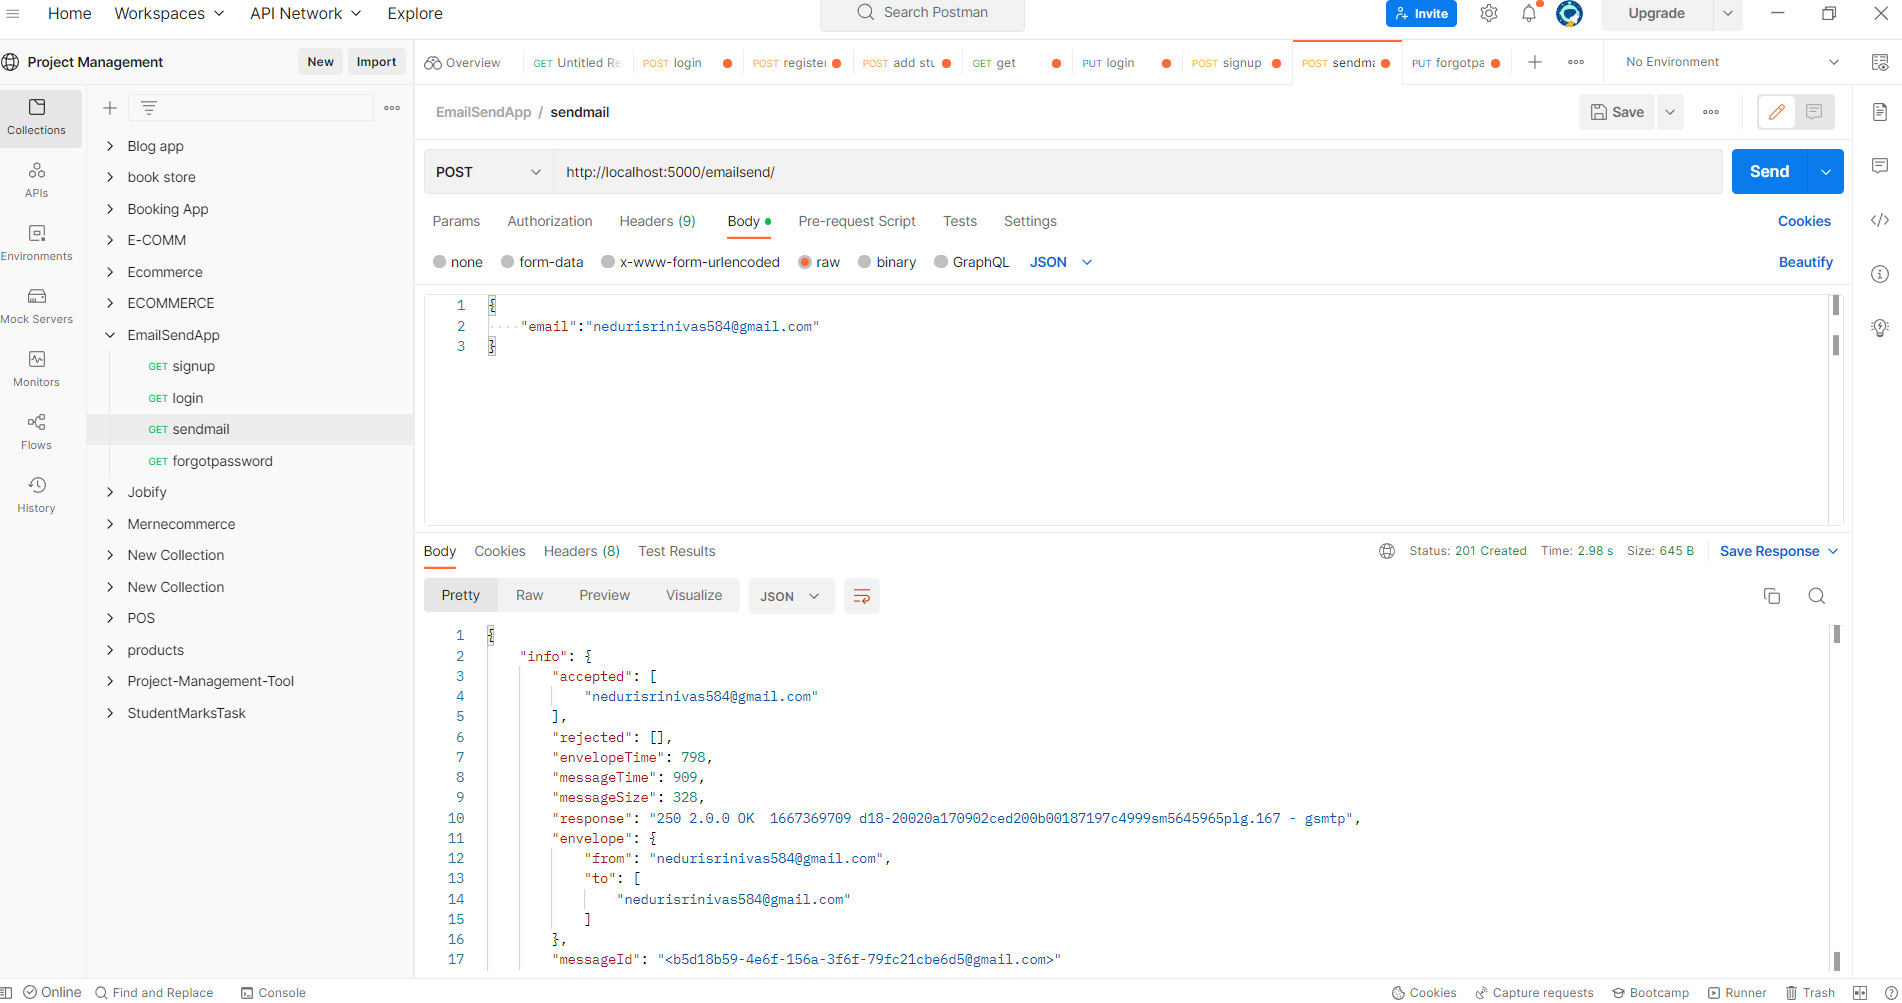 Home Workspaces API Network Explore Search Postman Invite Upgrade
Project Management New Import
Overview GET Untitled Re POST login POST register POST add stu GET get PUT login POST signup POST sendma PUT forgotpa No Environment
Collections
APIs
Environments
Mock Servers
Monitors
Flows
History
Blog app
book store
Booking App
E-COMM
Ecommerce
ECOMMERCE
EmailSendApp
GET signup
GET login
GET sendmail
GET forgotpassword
Jobify
Mernecommerce
New Collection
New Collection
POS
products
Project-Management-Tool
StudentMarksTask
EmailSendApp / sendmail Save
POST http://localhost:5000/emailsend/ Send
Params Authorization Headers (9) Body Pre-request Script Tests Settings Cookies
none form-data x-www-form-urlencoded raw binary GraphQL JSON Beautify
1 {
2 "email":"nedurisrinivas584@gmail.com"
3 }
Body Cookies Headers (8) Test Results Status: 201 Created Time: 2.98 s Size: 645 B Save Response
Pretty Raw Preview Visualize JSON
1 {
2 "info": {
3 "accepted": [
4 "nedurisrinivas584@gmail.com"
5 ],
6 "rejected": [],
7 "envelopeTime": 798,
8 "messageTime": 909,
9 "messageSize": 328,
10 "response": "250 2.0.0 OK  1667369709 d18-20020a170902ced200b00187197c4999sm5645965plg.167 - gsmtp",
11 "envelope": {
12 "from": "nedurisrinivas584@gmail.com",
13 "to": [
14 "nedurisrinivas584@gmail.com"
15 ]
16 },
17 "messageId": "<b5d18b59-4e6f-156a-3f6f-79fc21cbe6d5@gmail.com>"
Online Find and Replace Console Cookies Capture requests Bootcamp Runner Trash